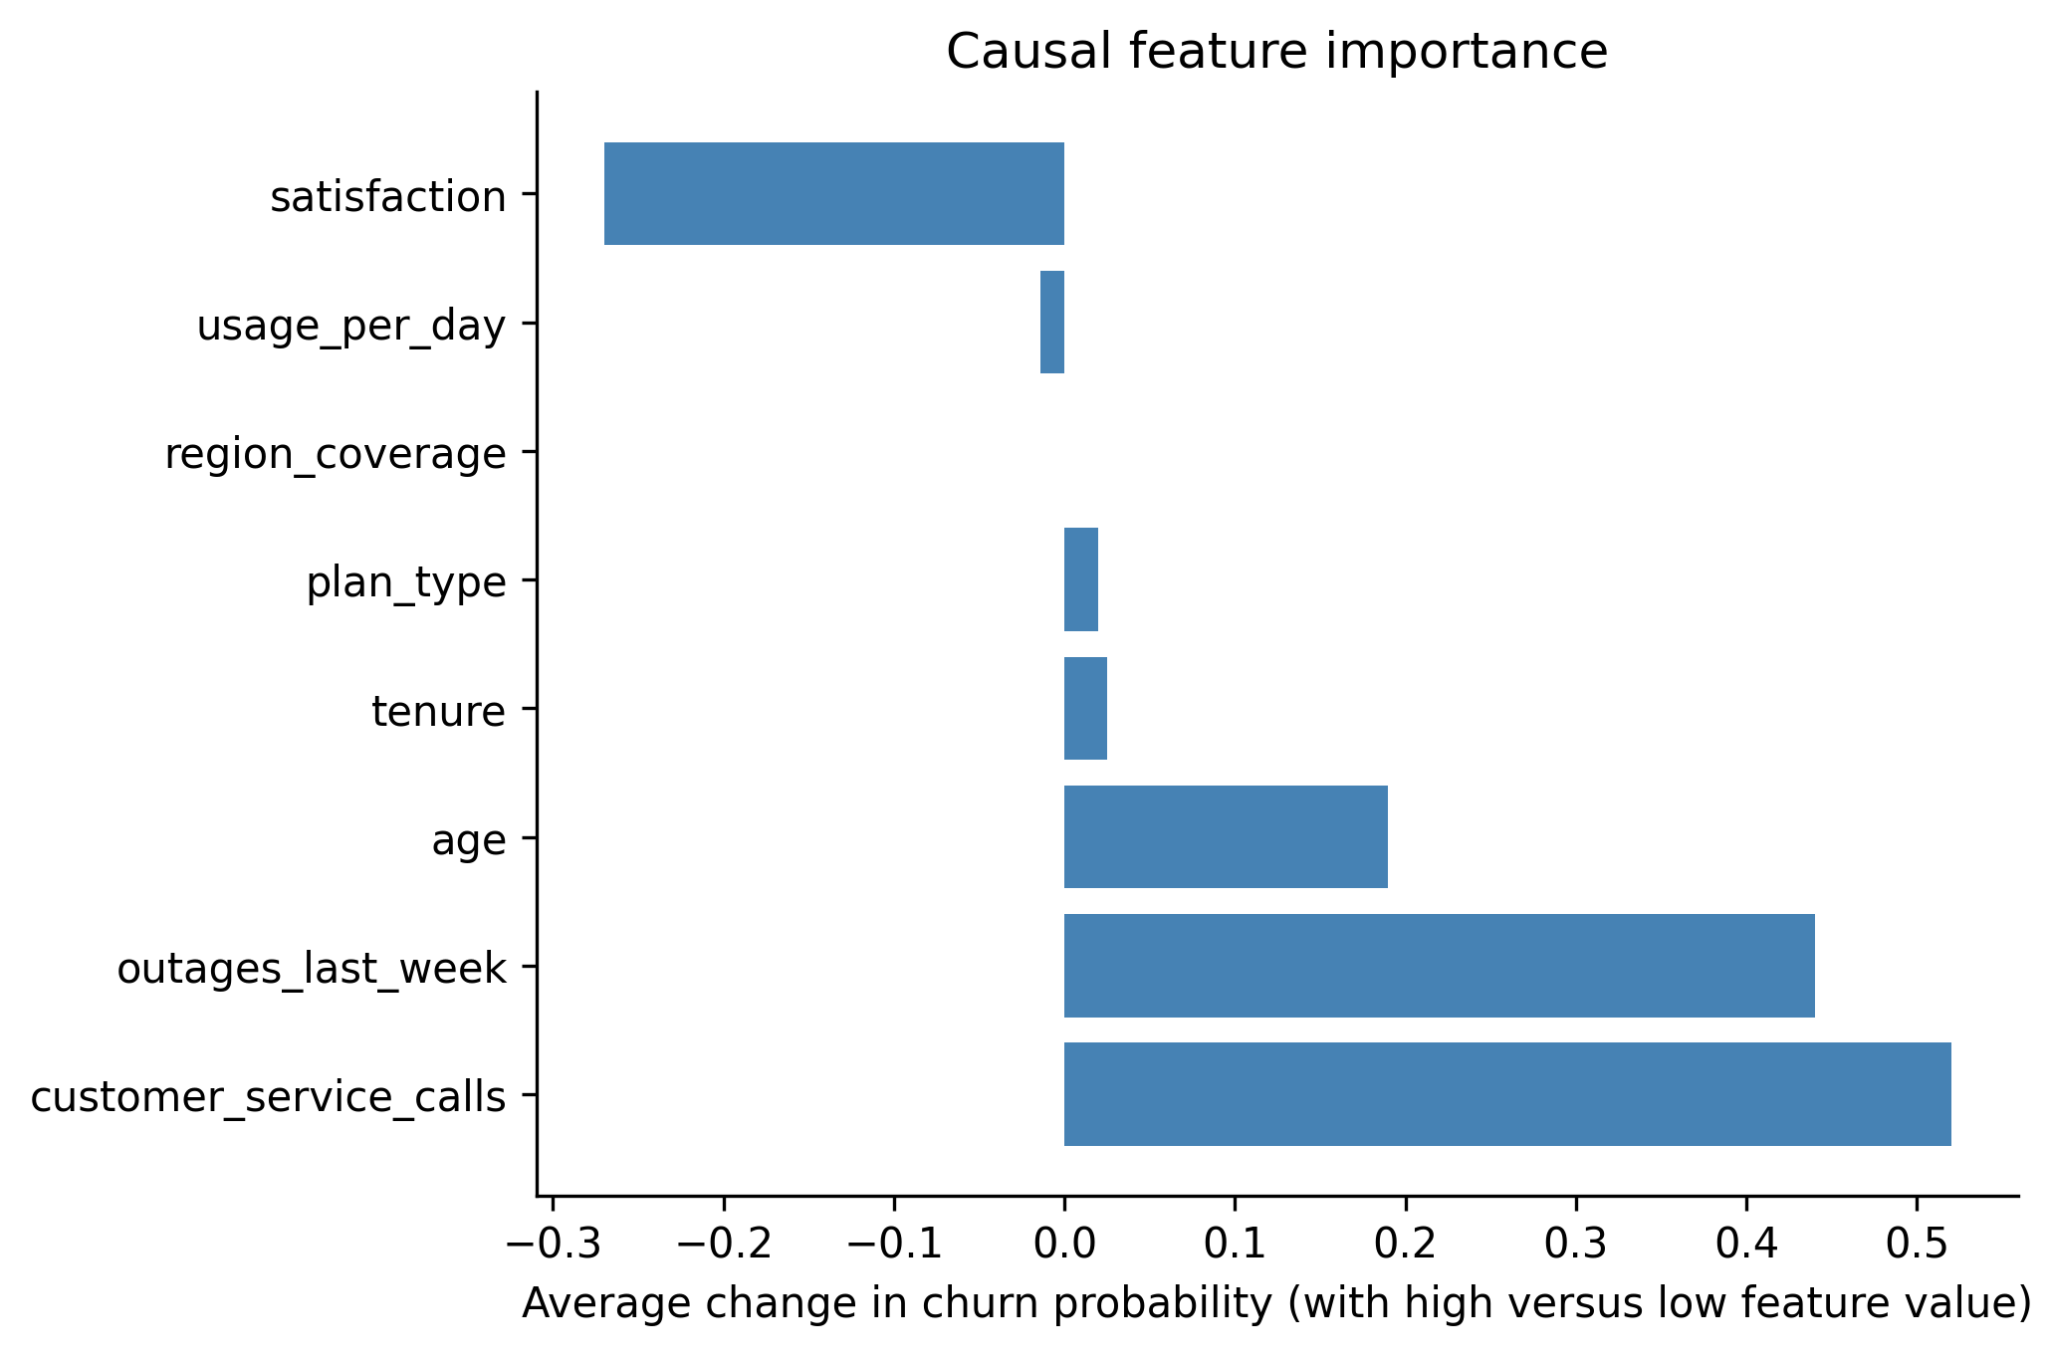 Causal feature importance
satisfaction
usage_per_day
region_coverage
plan_type
tenure
age
outages_last_week
customer_service_calls
−0.3 −0.2 −0.1 0.0 0.1 0.2 0.3 0.4 0.5
Average change in churn probability (with high versus low feature value)